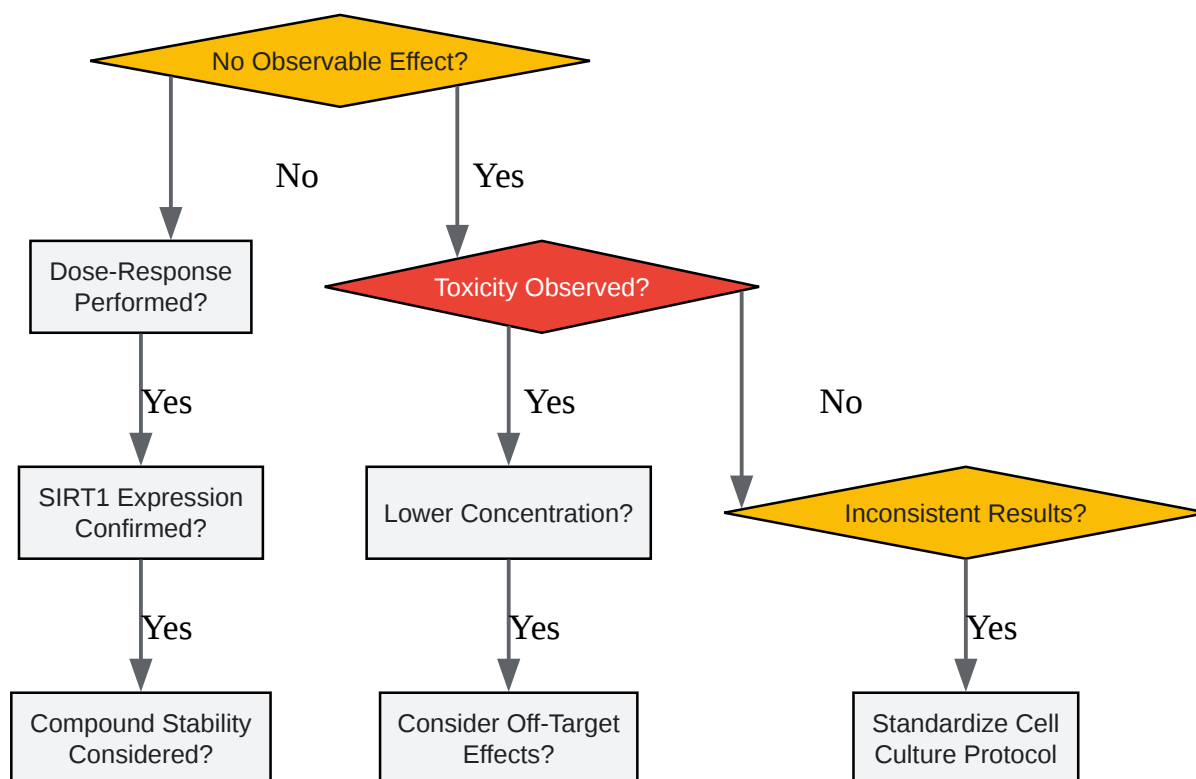 No Observable Effect?
No
Yes
Dose-Response
Performed?
Toxicity Observed?
Yes
Yes
No
SIRT1 Expression
Confirmed?
Lower Concentration?
Inconsistent Results?
Yes
Yes
Yes
Compound Stability
Considered?
Consider Off-Target
Effects?
Standardize Cell
Culture Protocol